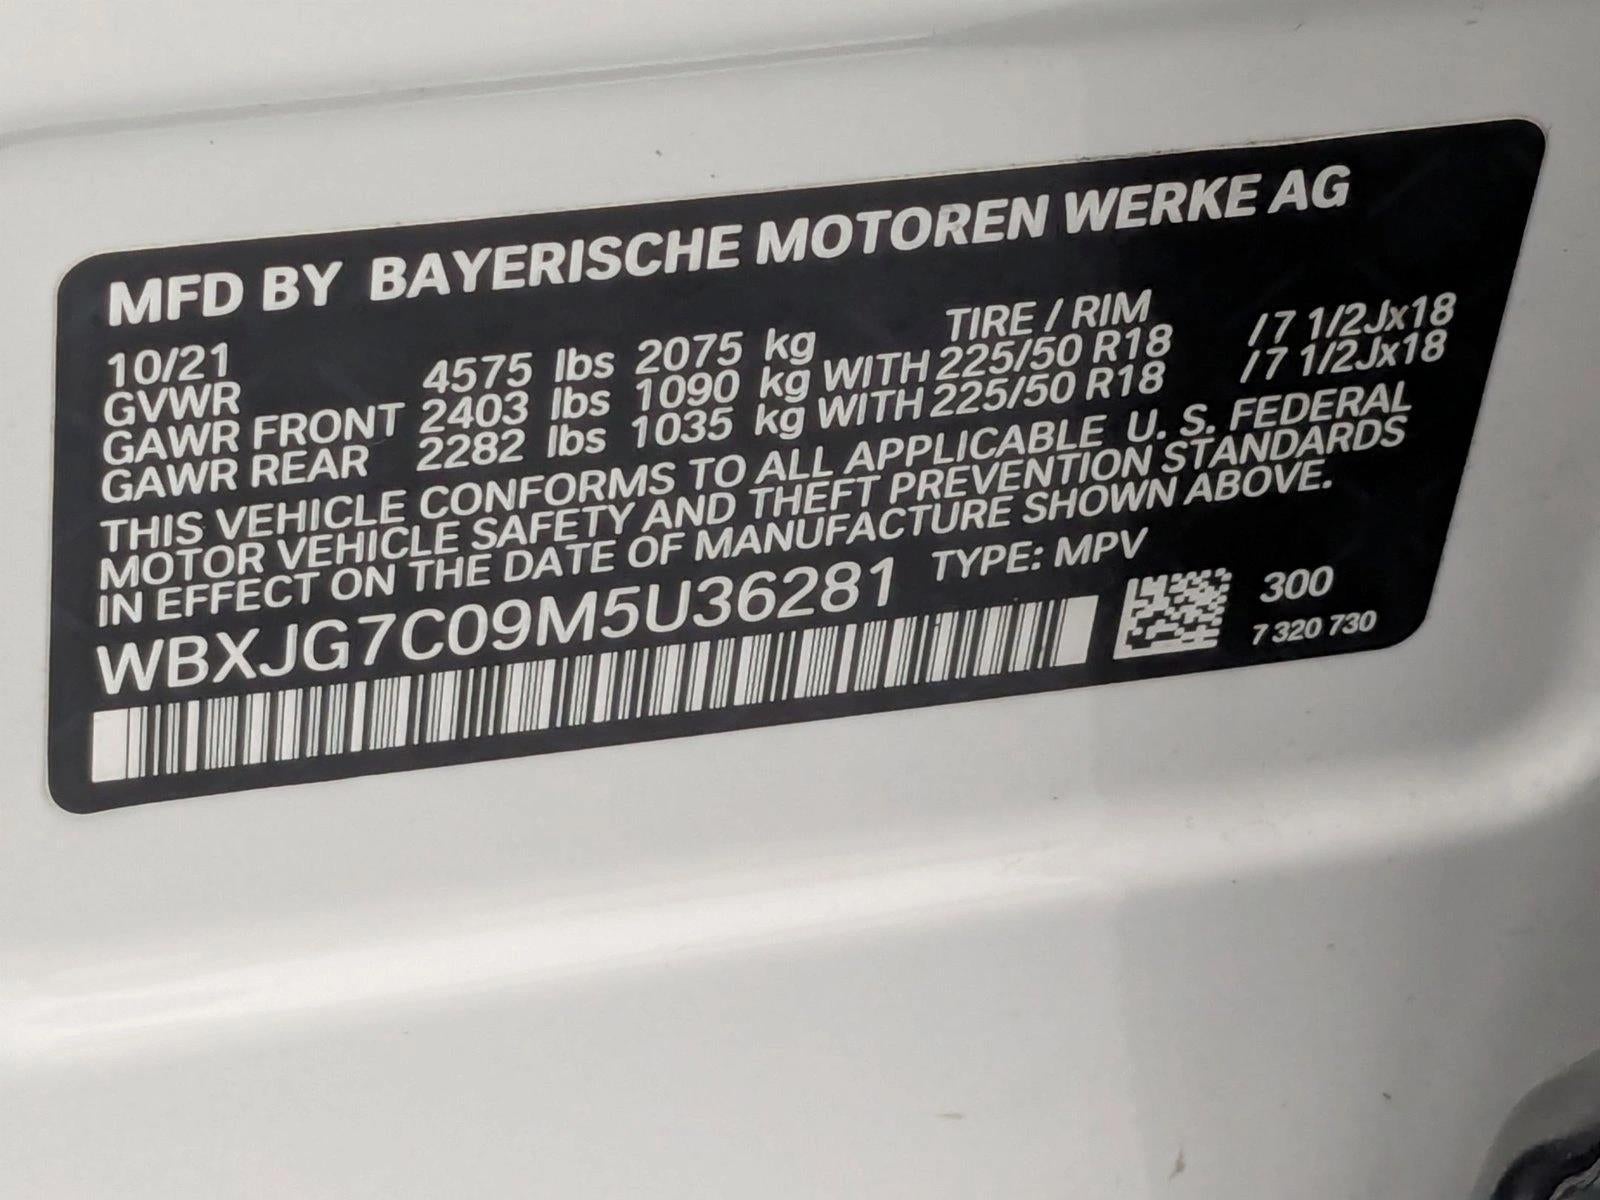 MFD BY BAYERISCHE MOTOREN WERKE AG
10/21 TIRE / RIM
GVWR 4575 lbs 2075 kg
GAWR FRONT 2403 lbs 1090 kg WITH 225/50 R18 / 7 1/2Jx18
GAWR REAR 2282 lbs 1035 kg WITH 225/50 R18 / 7 1/2Jx18
THIS VEHICLE CONFORMS TO ALL APPLICABLE U. S. FEDERAL
MOTOR VEHICLE SAFETY AND THEFT PREVENTION STANDARDS
IN EFFECT ON THE DATE OF MANUFACTURE SHOWN ABOVE.
WBXJG7C09M5U36281 TYPE: MPV
300
7 320 730